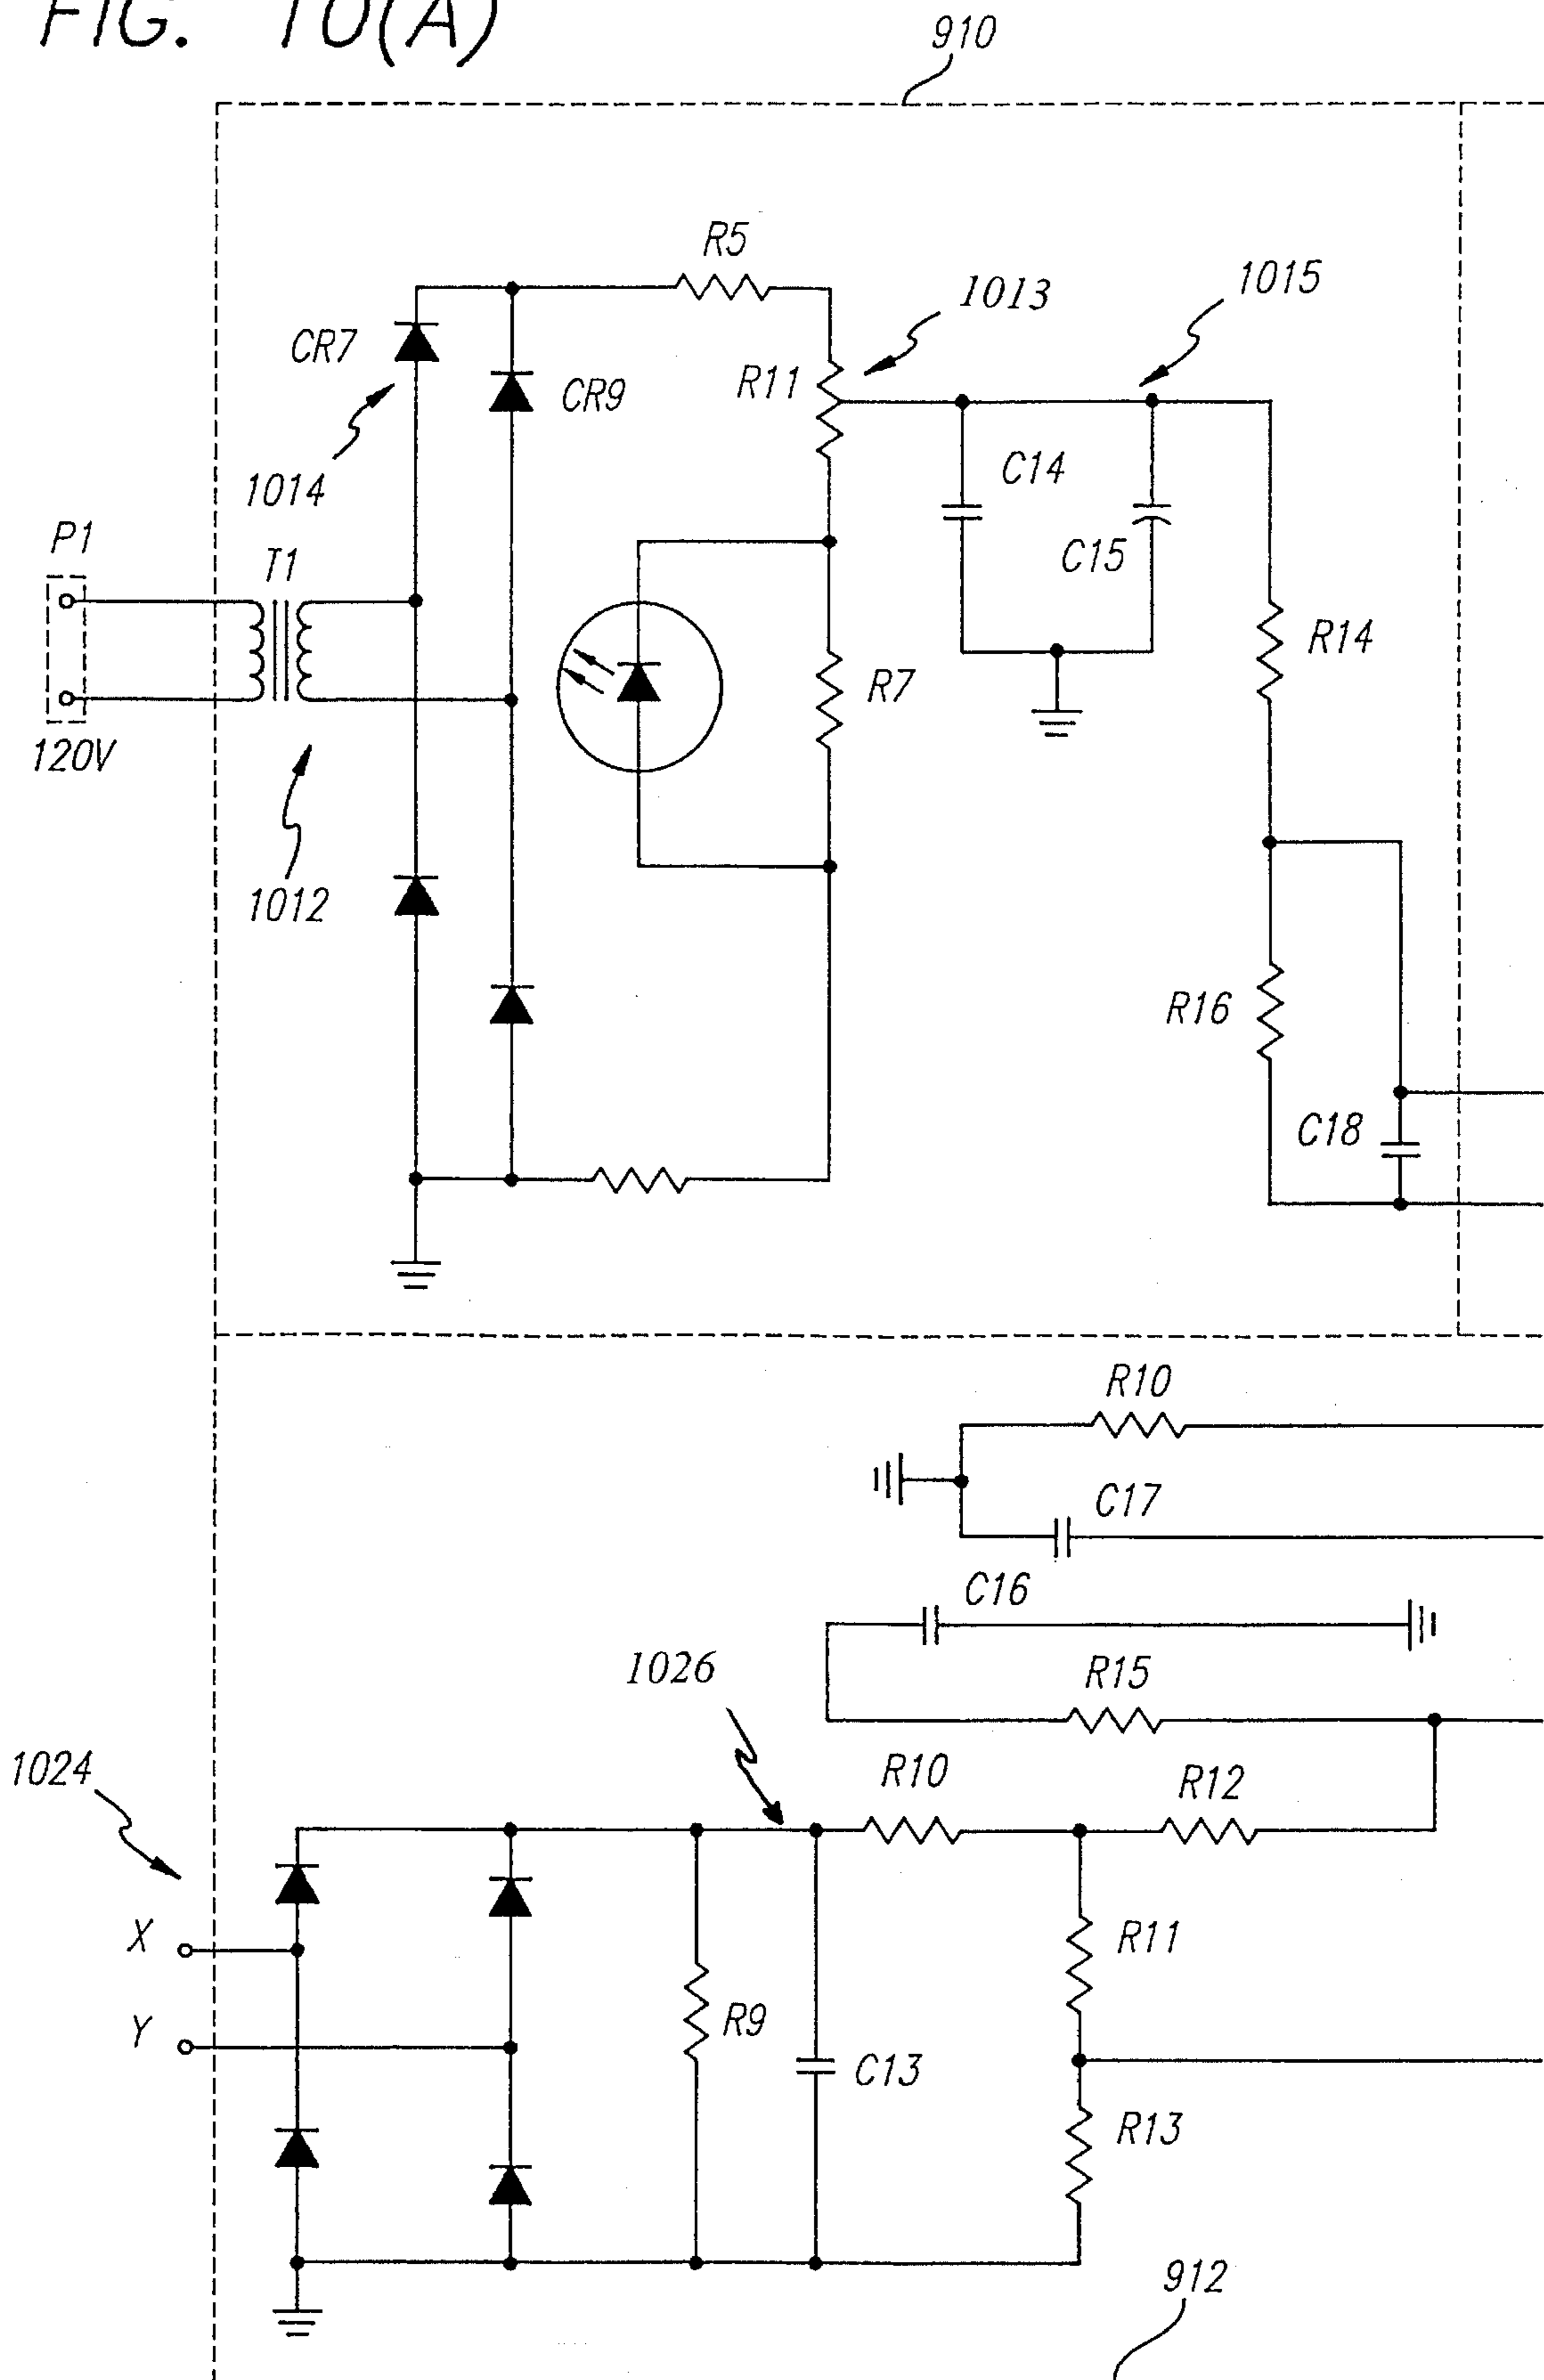 FIG. 10(A)
910
R5
1013
1015
CR7
R11
CR9
1014
C14
P1
T1
C15
R14
R7
120V
1012
R16
C18
R10
C17
C16
1026
R15
1024
R10
R12
X
R11
Y
R9
C13
R13
912